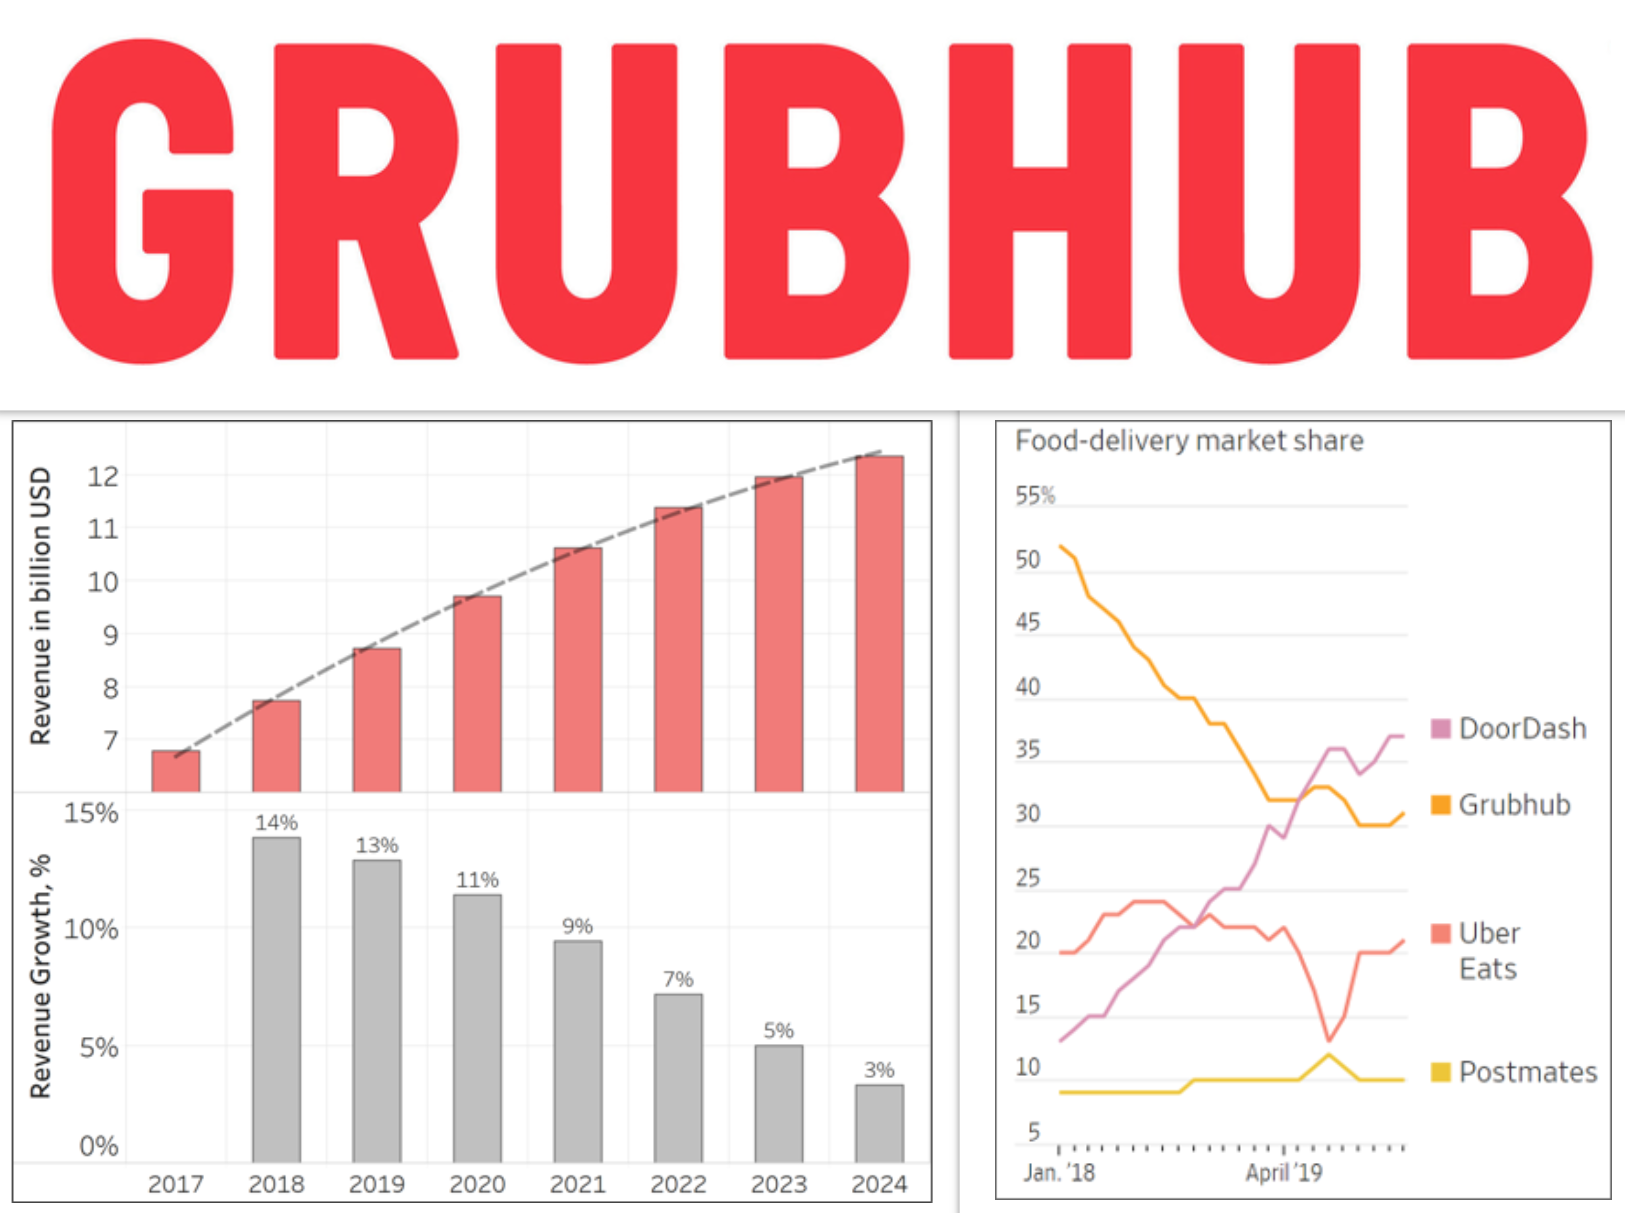 GRUBHUB
Revenue in billion USD
12
11
10
9
8
7
Revenue Growth, %
15%
10%
5%
0%
14%
13%
11%
9%
7%
5%
3%
2017 2018 2019 2020 2021 2022 2023 2024
Food-delivery market share
55%
50
45
40
35
30
25
20
15
10
5
Jan. '18 April '19
DoorDash
Grubhub
Uber
Eats
Postmates